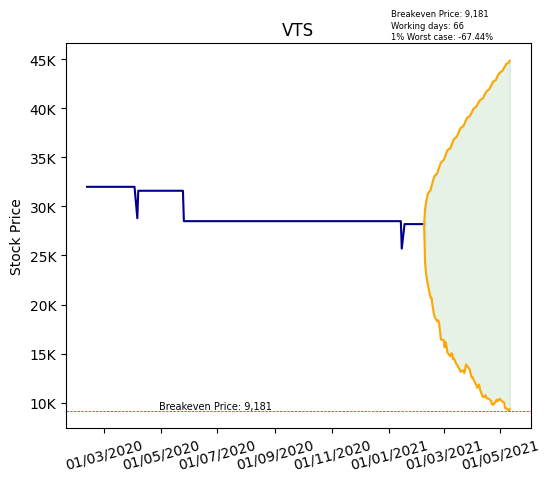 Breakeven Price: 9,181
Working days: 66
1% Worst case: -67.44%
VTS
Stock Price
45K
40K
35K
30K
25K
20K
15K
10K
Breakeven Price: 9,181
01/03/2020 01/05/2020 01/07/2020 01/09/2020 01/11/2020 01/01/2021 01/03/2021 01/05/2021